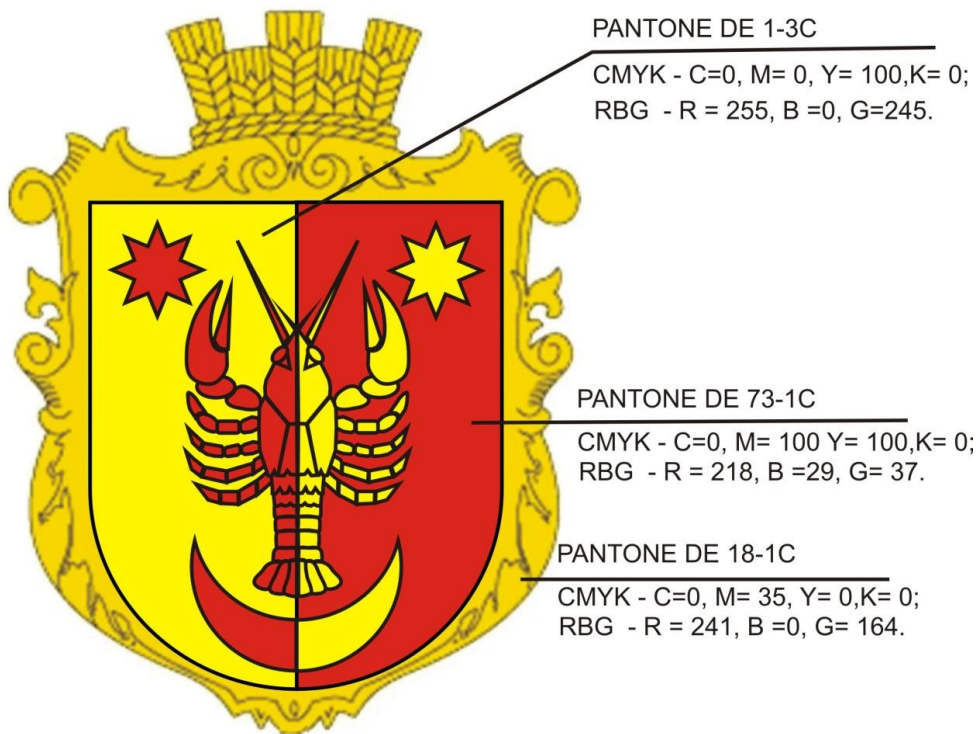 PANTONE DE 1-3C
CMYK - C=0, M= 0, Y= 100,K= 0;
RBG - R = 255, B =0, G=245.
PANTONE DE 73-1C
CMYK - C=0, M= 100 Y= 100,K= 0;
RBG - R = 218, B =29, G= 37.
PANTONE DE 18-1C
CMYK - C=0, M= 35, Y= 0,K= 0;
RBG - R = 241, B =0, G= 164.